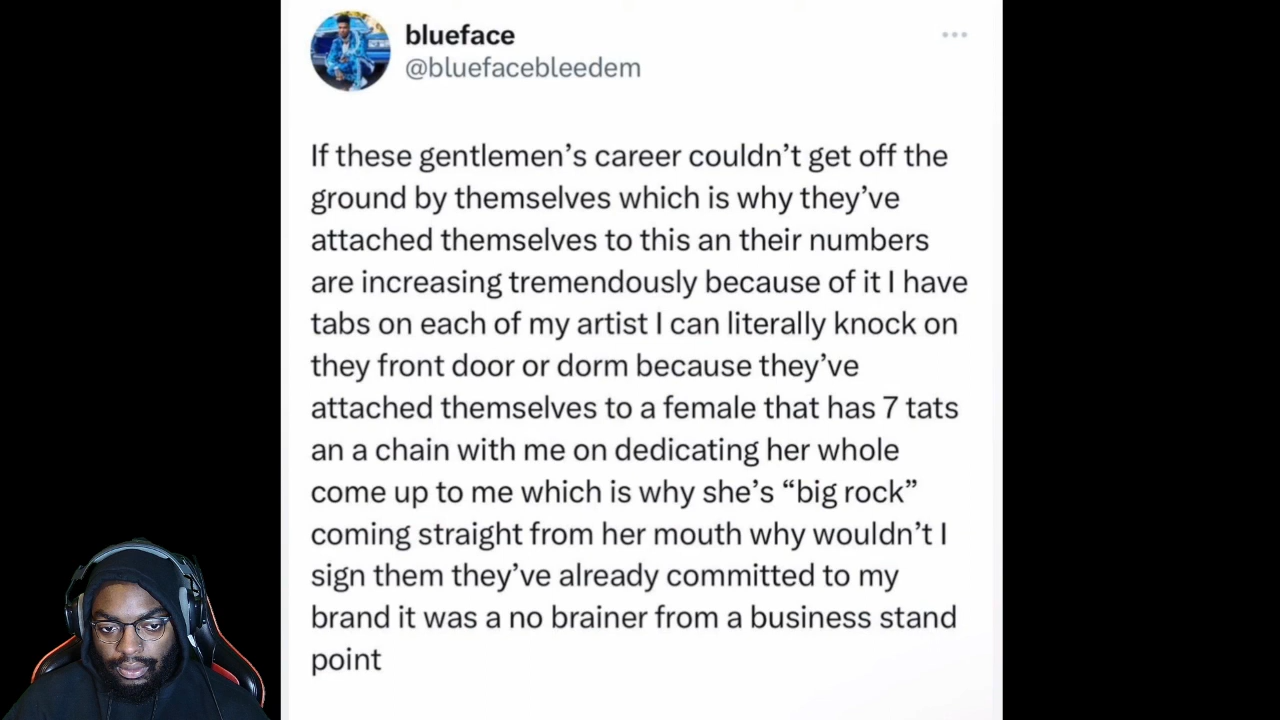 blueface
@bluefacebleedem
If these gentlemen’s career couldn’t get off the
ground by themselves which is why they’ve
attached themselves to this an their numbers
are increasing tremendously because of it I have
tabs on each of my artist I can literally knock on
they front door or dorm because they’ve
attached themselves to a female that has 7 tats
an a chain with me on dedicating her whole
come up to me which is why she’s “big rock”
coming straight from her mouth why wouldn’t I
sign them they’ve already committed to my
brand it was a no brainer from a business stand
point